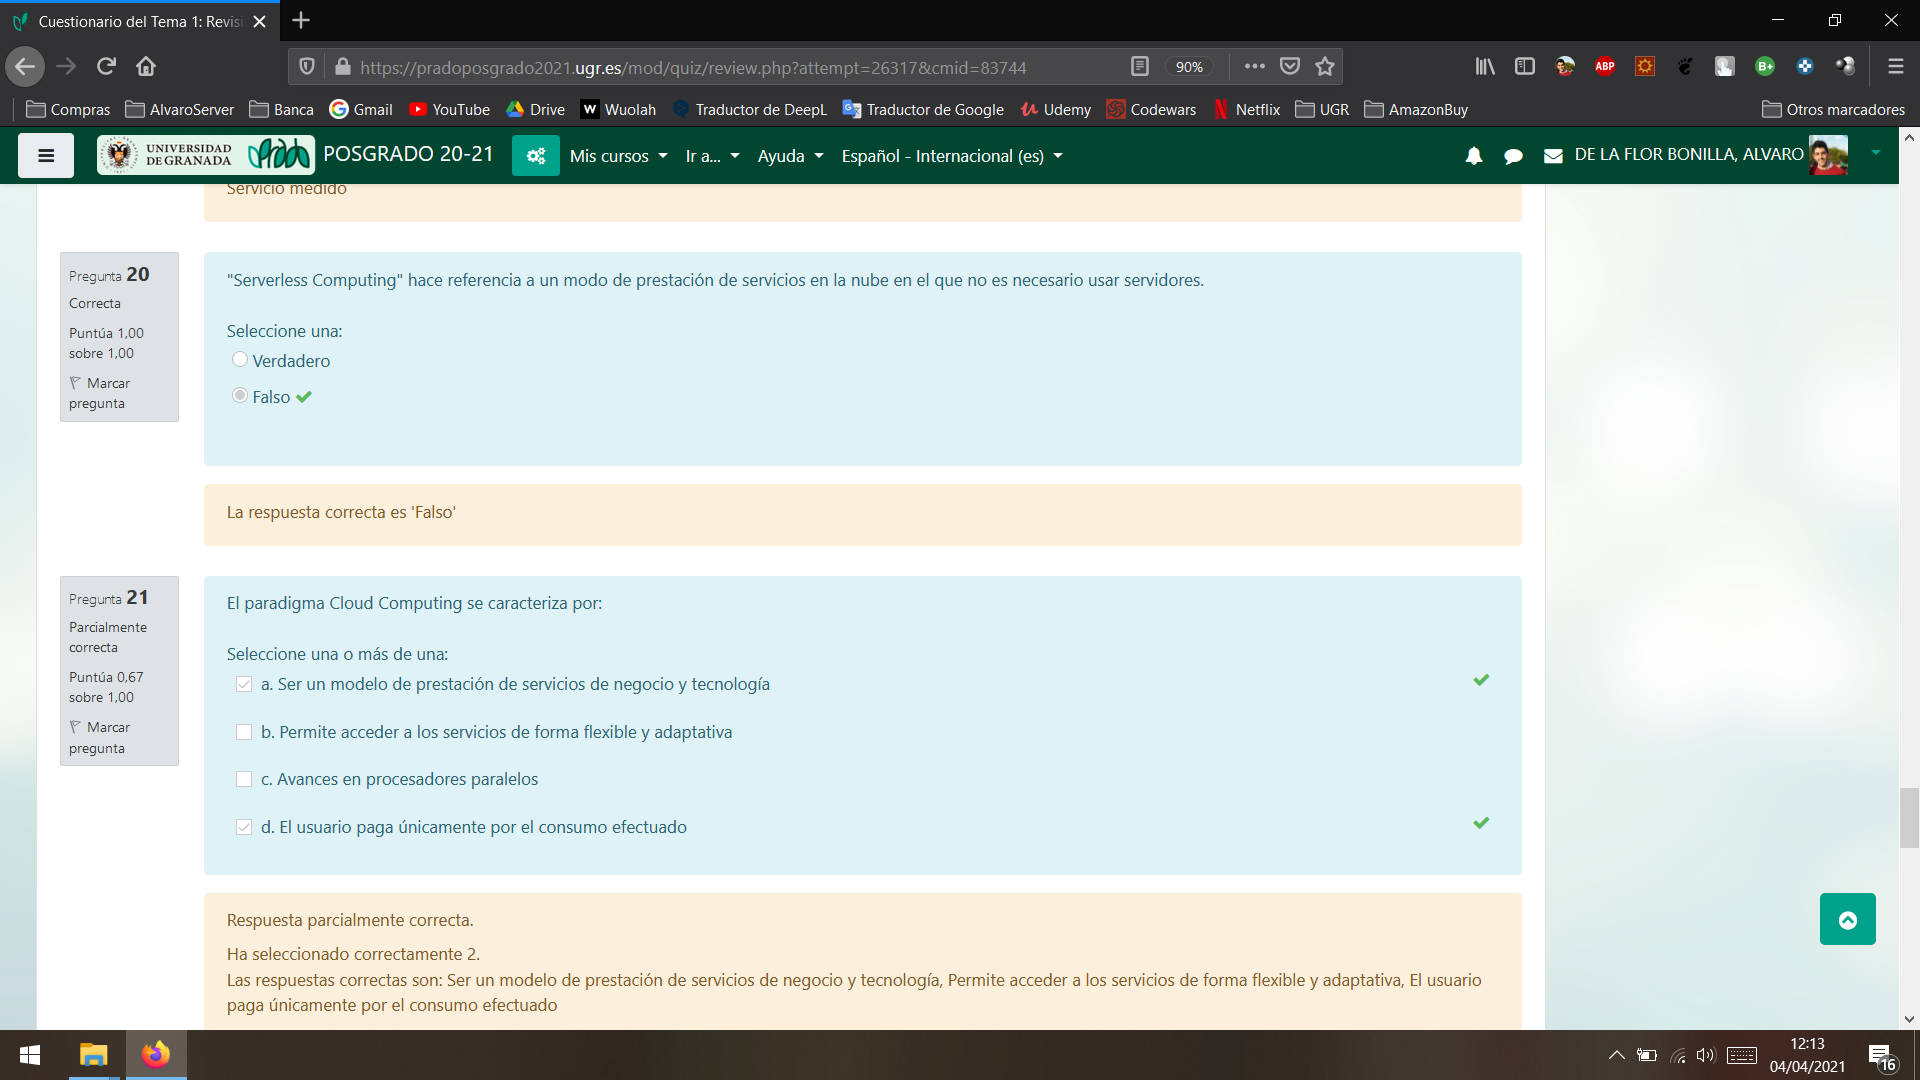 Cuestionario del Tema 1: Revisi
https://pradoposgrado2021.ugr.es/mod/quiz/review.php?attempt=26317&cmid=83744
90%
ABP
B+
Compras
AlvaroServer
Banca
Gmail
YouTube
Drive
W Wuolah
Traductor de DeepL
Traductor de Google
Udemy
Codewars
Netflix
UGR
AmazonBuy
Otros marcadores
UNIVERSIDAD
DE GRANADA
Prado
POSGRADO 20-21
Mis cursos
Ir a...
Ayuda
Español - Internacional (es)
DE LA FLOR BONILLA, ALVARO
Servicio medido
Pregunta 20
Correcta
Puntúa 1,00
sobre 1,00
Marcar
pregunta
"Serverless Computing" hace referencia a un modo de prestación de servicios en la nube en el que no es necesario usar servidores.
Seleccione una:
Verdadero
Falso
La respuesta correcta es 'Falso'
Pregunta 21
Parcialmente
correcta
Puntúa 0,67
sobre 1,00
Marcar
pregunta
El paradigma Cloud Computing se caracteriza por:
Seleccione una o más de una:
a. Ser un modelo de prestación de servicios de negocio y tecnología
b. Permite acceder a los servicios de forma flexible y adaptativa
c. Avances en procesadores paralelos
d. El usuario paga únicamente por el consumo efectuado
Respuesta parcialmente correcta.
Ha seleccionado correctamente 2.
Las respuestas correctas son: Ser un modelo de prestación de servicios de negocio y tecnología, Permite acceder a los servicios de forma flexible y adaptativa, El usuario
paga únicamente por el consumo efectuado
12:13
04/04/2021
16